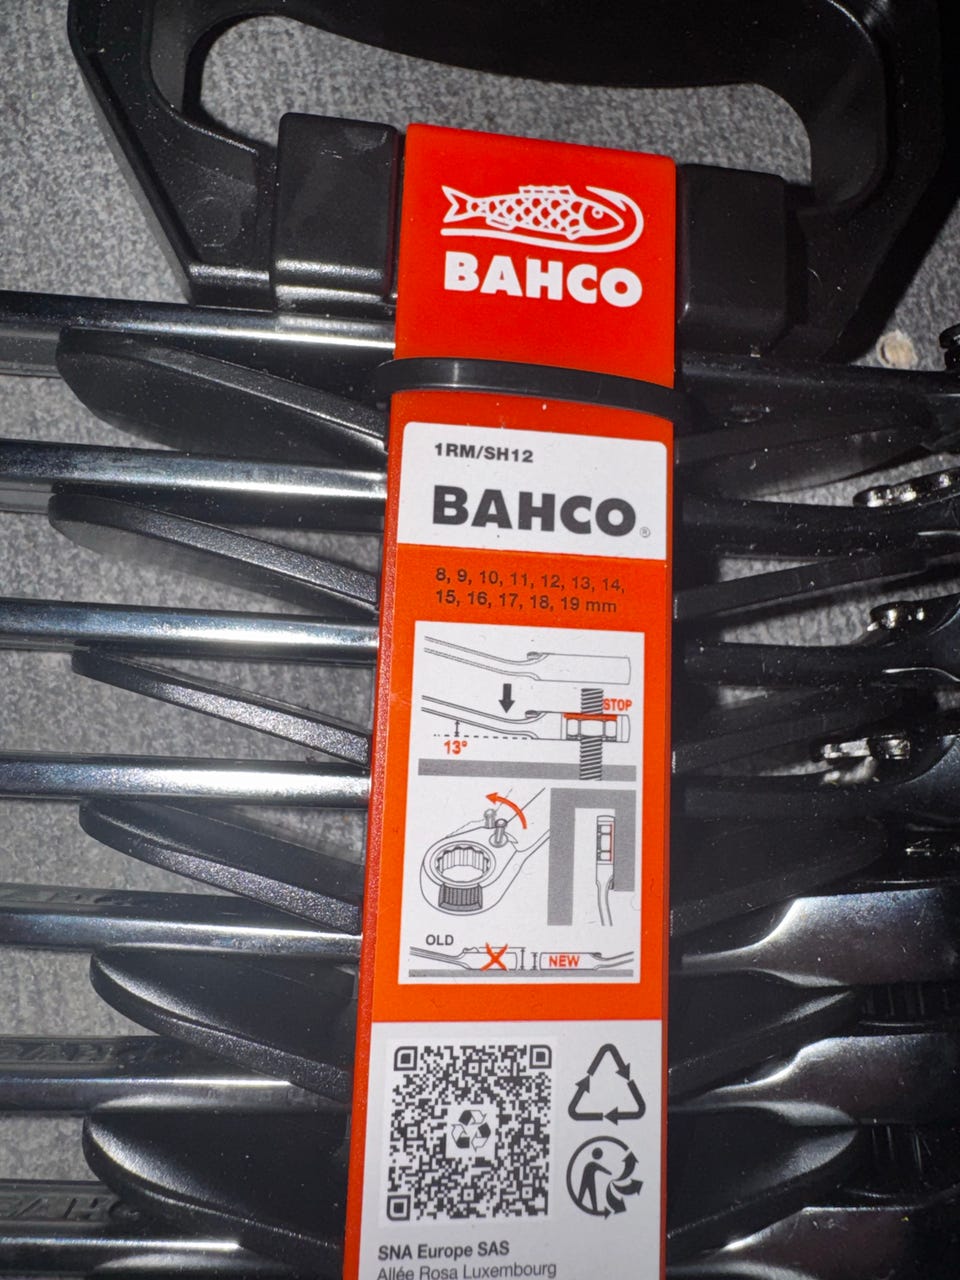 BAHCO
1RM/SH12
BAHCO®
8, 9, 10, 11, 12, 13, 14,
15, 16, 17, 18, 19 mm
STOP
13°
OLD
NEW
SNA Europe SAS
Allée Rosa Luxembourg